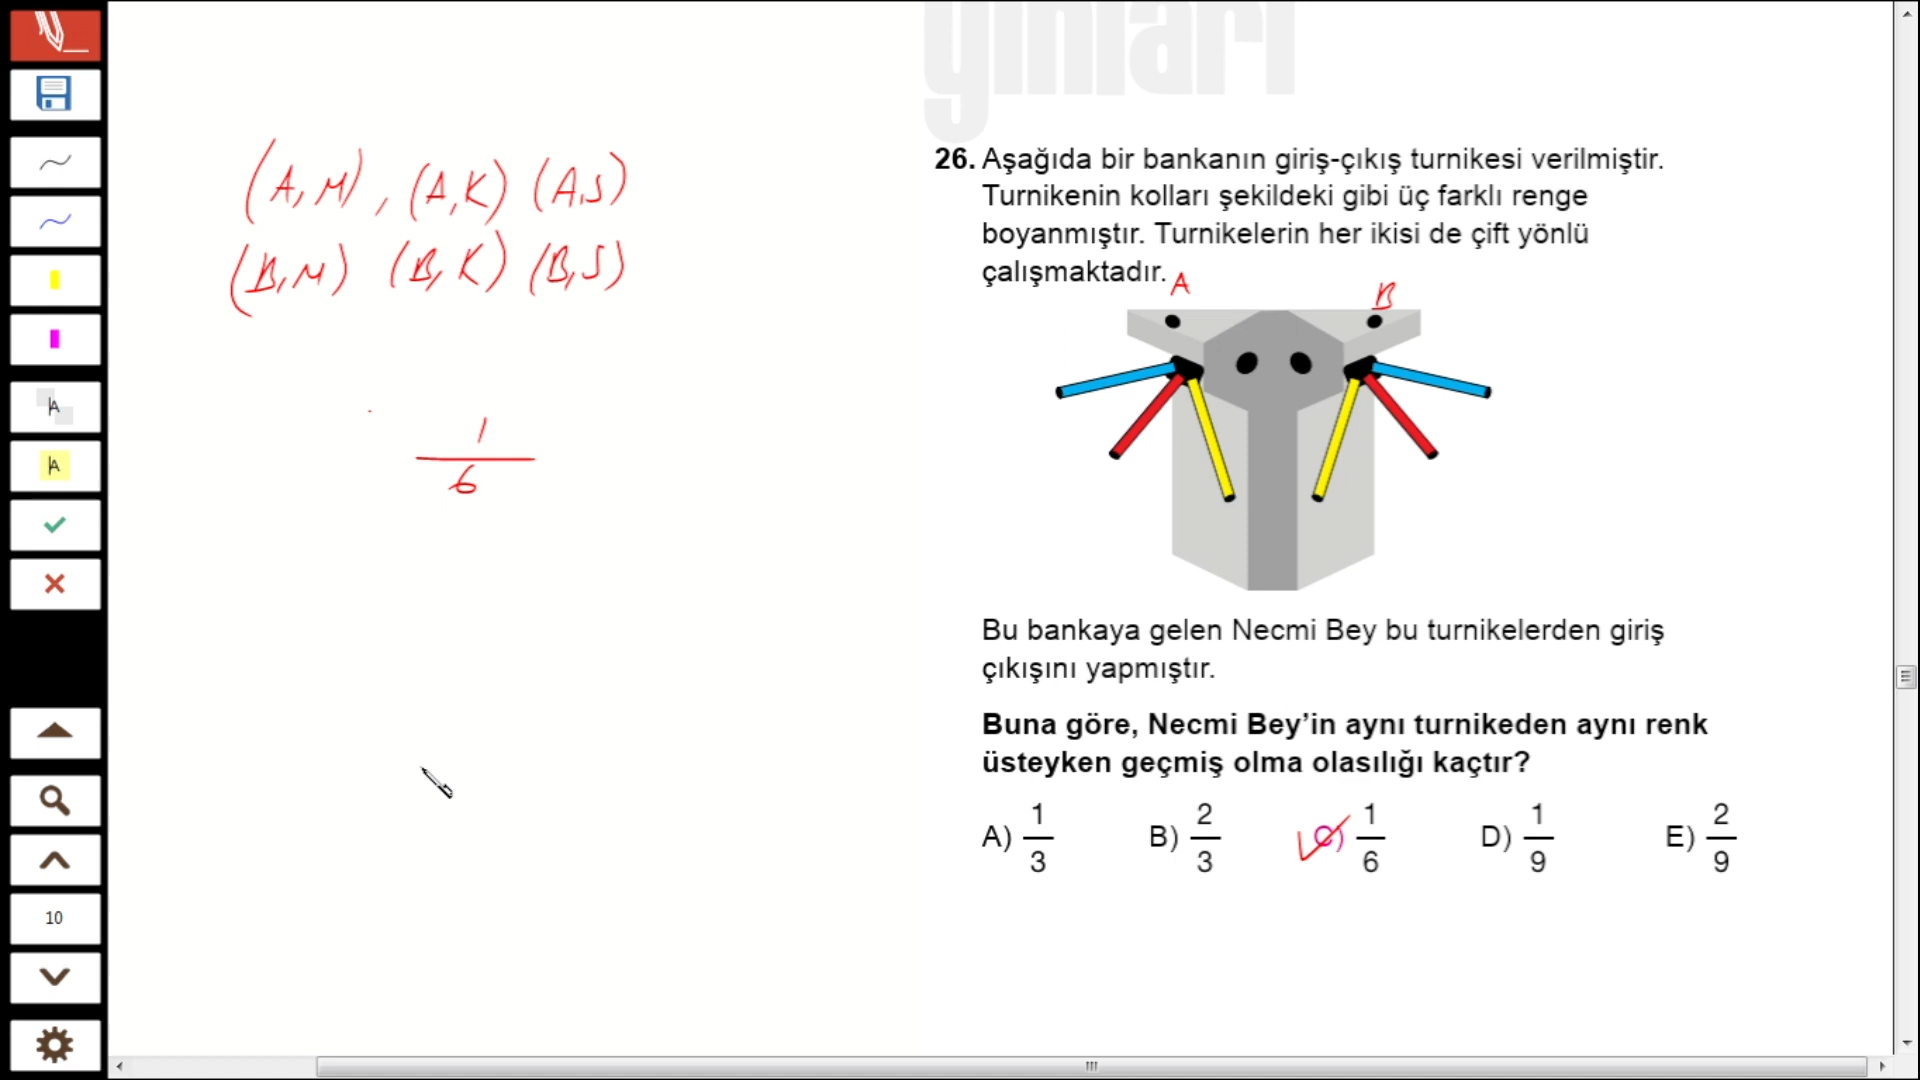 yınları
(A,M), (A,K) (A,S)
(B,M) (B,K) (B,S)
1
6
26. Aşağıda bir bankanın giriş-çıkış turnikesi verilmiştir.
Turnikenin kolları şekildeki gibi üç farklı renge
boyanmıştır. Turnikelerin her ikisi de çift yönlü
çalışmaktadır.
A B
Bu bankaya gelen Necmi Bey bu turnikelerden giriş
çıkışını yapmıştır.
Buna göre, Necmi Bey’in aynı turnikeden aynı renk
üsteyken geçmiş olma olasılığı kaçtır?
A) 1/3 B) 2/3 C) 1/6 D) 1/9 E) 2/9
A
A
10